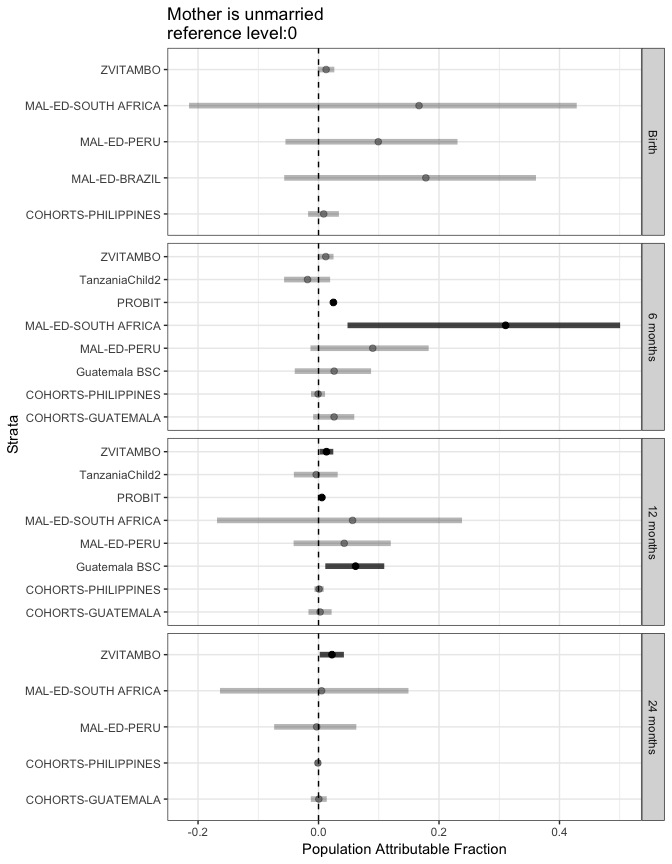 Mother is unmarried
reference level:0
Strata
ZVITAMBO
MAL-ED-SOUTH AFRICA
MAL-ED-PERU
MAL-ED-BRAZIL
COHORTS-PHILIPPINES
Birth
ZVITAMBO
TanzaniaChild2
PROBIT
MAL-ED-SOUTH AFRICA
MAL-ED-PERU
Guatemala BSC
COHORTS-PHILIPPINES
COHORTS-GUATEMALA
6 months
ZVITAMBO
TanzaniaChild2
PROBIT
MAL-ED-SOUTH AFRICA
MAL-ED-PERU
Guatemala BSC
COHORTS-PHILIPPINES
COHORTS-GUATEMALA
12 months
ZVITAMBO
MAL-ED-SOUTH AFRICA
MAL-ED-PERU
COHORTS-PHILIPPINES
COHORTS-GUATEMALA
24 months
-0.2 0.0 0.2 0.4
Population Attributable Fraction